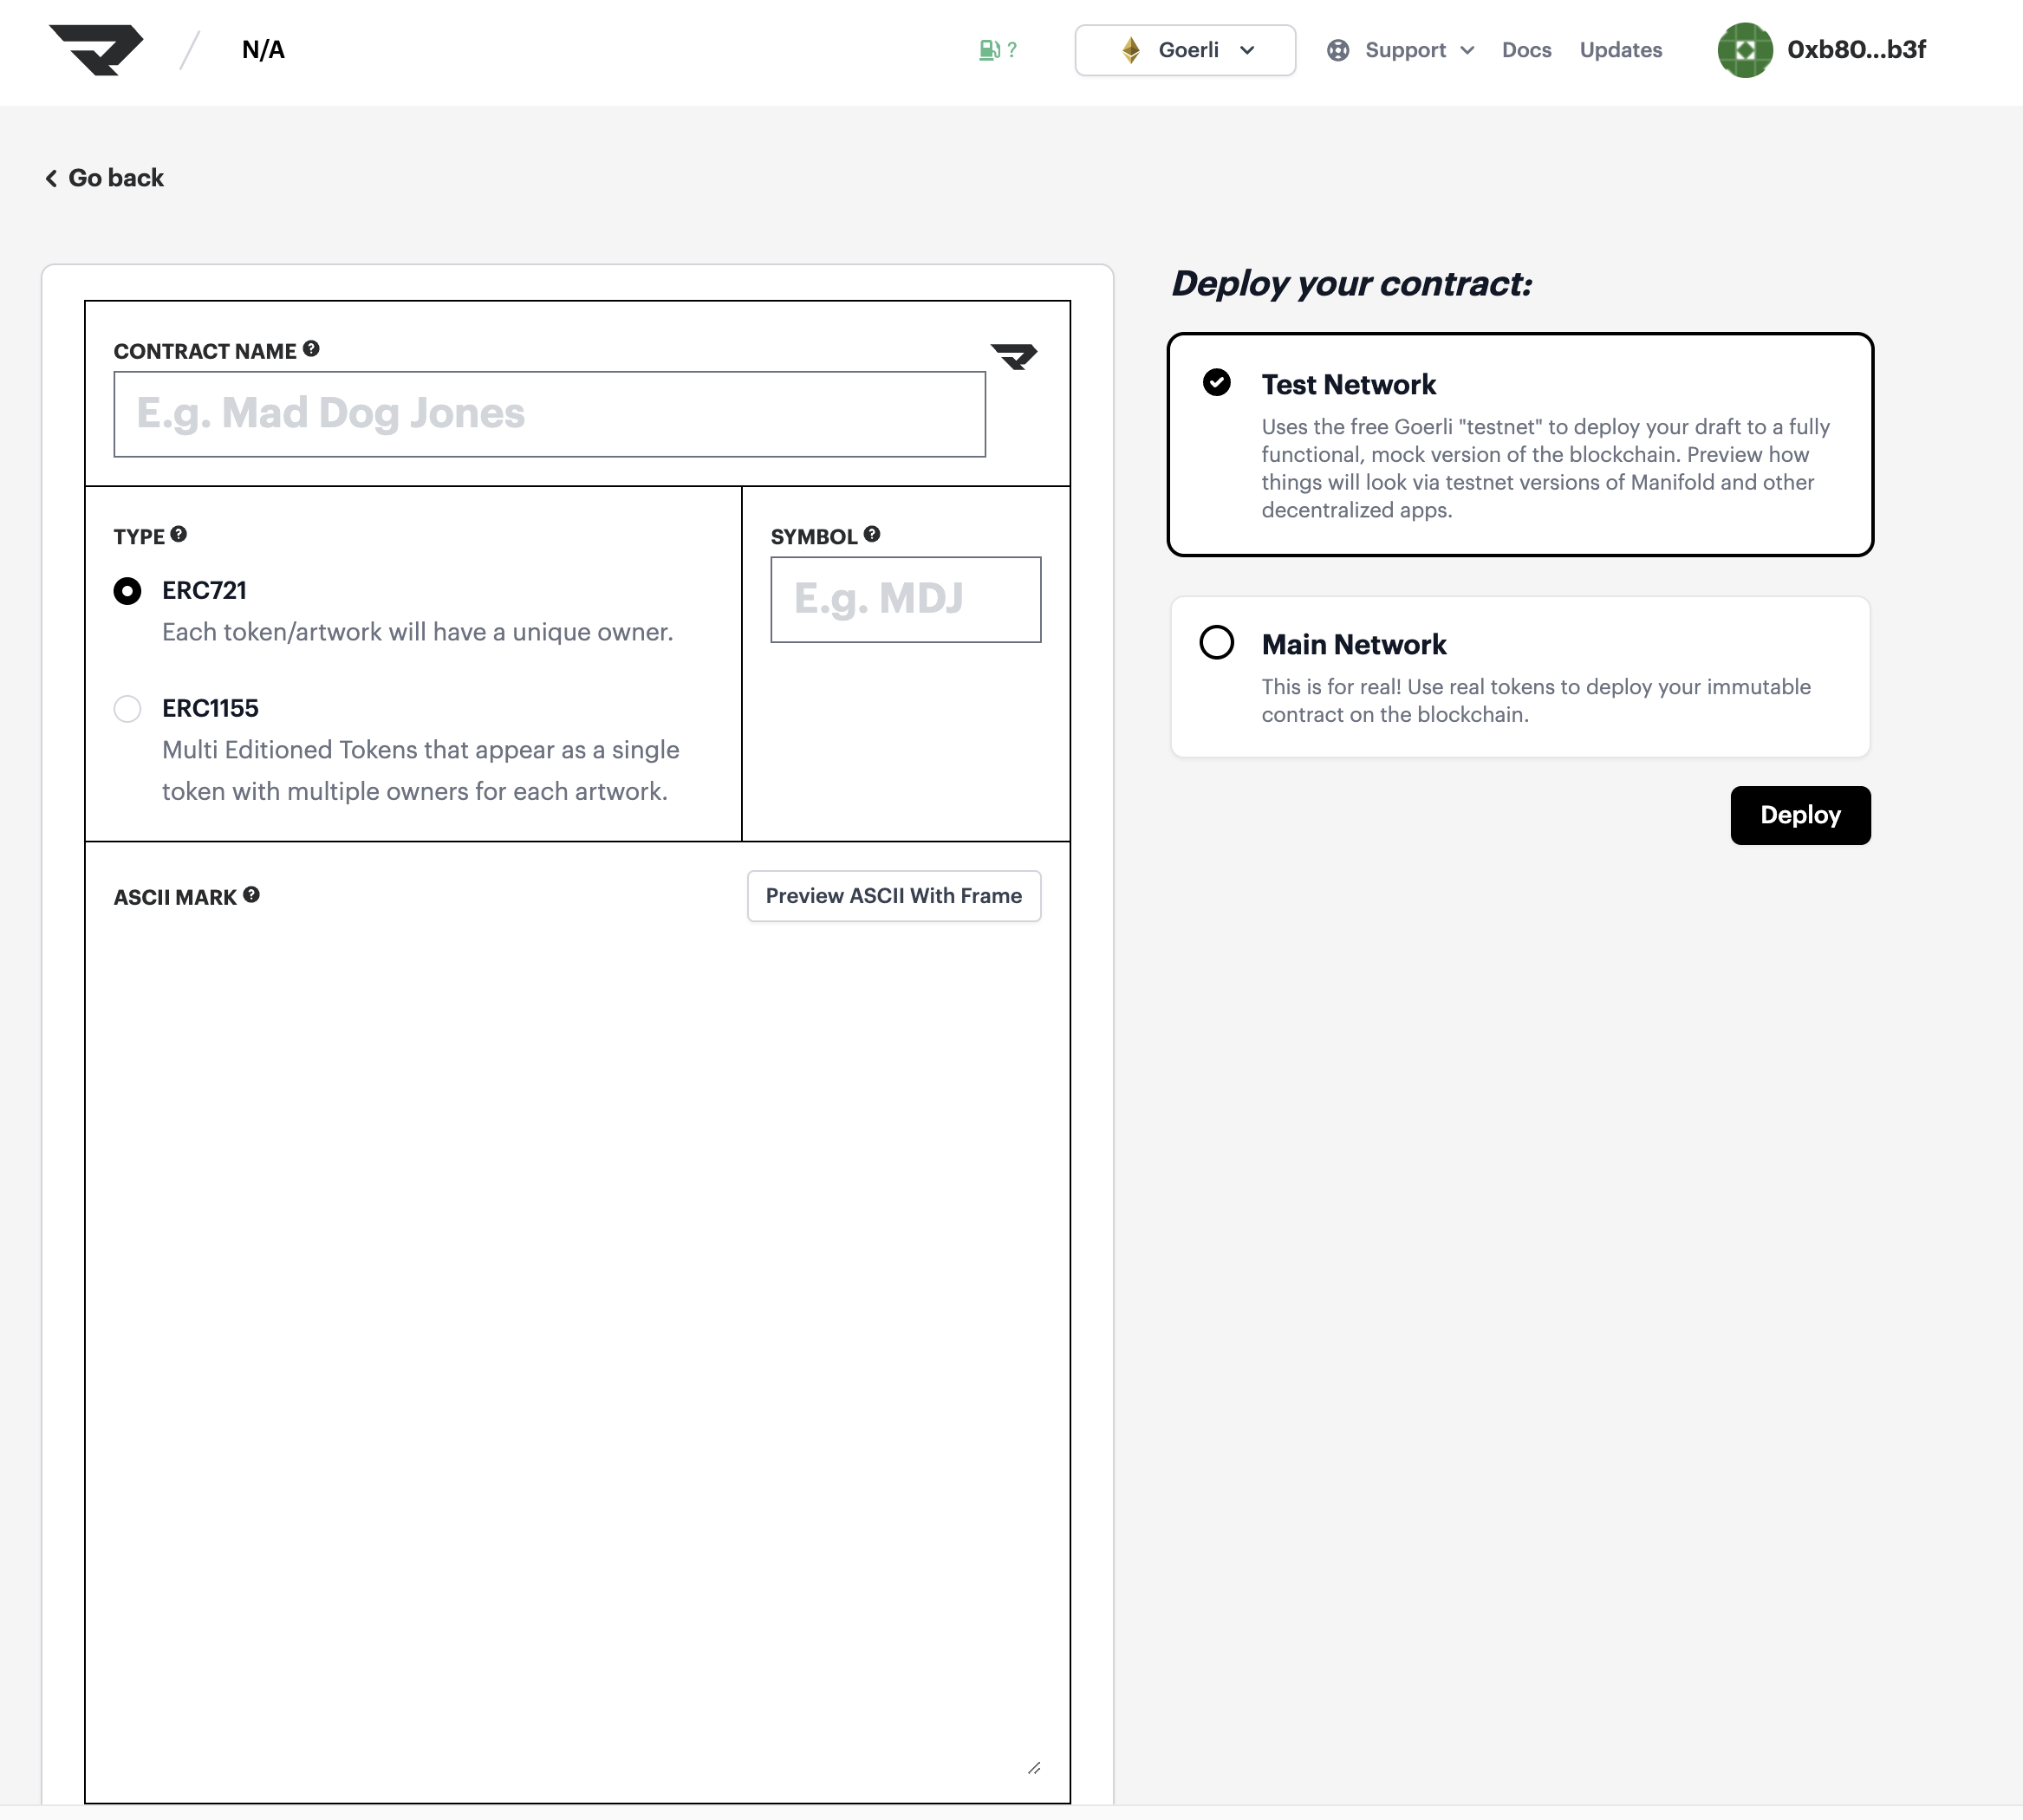 N/A
?
Goerli
Support
Docs
Updates
0xb80...b3f
Go back
CONTRACT NAME ?
E.g. Mad Dog Jones
TYPE ?
ERC721
Each token/artwork will have a unique owner.
ERC1155
Multi Editioned Tokens that appear as a single
token with multiple owners for each artwork.
SYMBOL ?
E.g. MDJ
ASCII MARK ?
Preview ASCII With Frame
Deploy your contract:
Test Network
Uses the free Goerli "testnet" to deploy your draft to a fully
functional, mock version of the blockchain. Preview how
things will look via testnet versions of Manifold and other
decentralized apps.
Main Network
This is for real! Use real tokens to deploy your immutable
contract on the blockchain.
Deploy